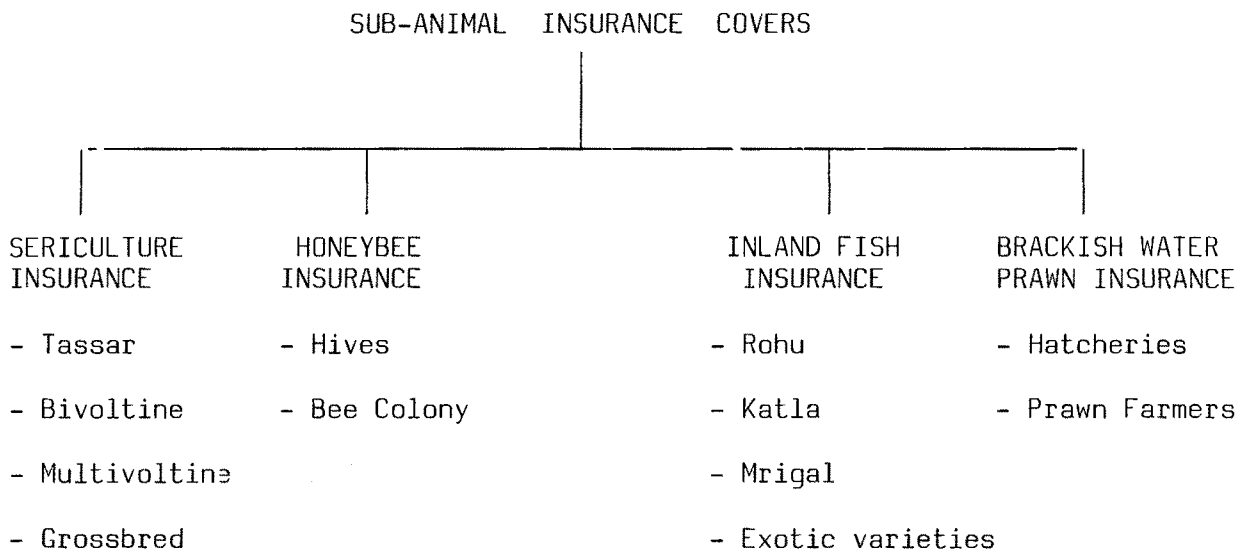 SUB-ANIMAL INSURANCE COVERS
SERICULTURE INSURANCE
- Tassar
- Bivoltine
- Multivoltine
- Grossbred
HONEYBEE INSURANCE
- Hives
- Bee Colony
INLAND FISH INSURANCE
- Rohu
- Katla
- Mrigal
- Exotic varieties
BRACKISH WATER PRAWN INSURANCE
- Hatcheries
- Prawn Farmers